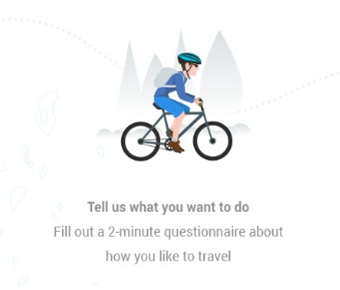 Tell us what you want to do
Fill out a 2-minute questionnaire about
how you like to travel